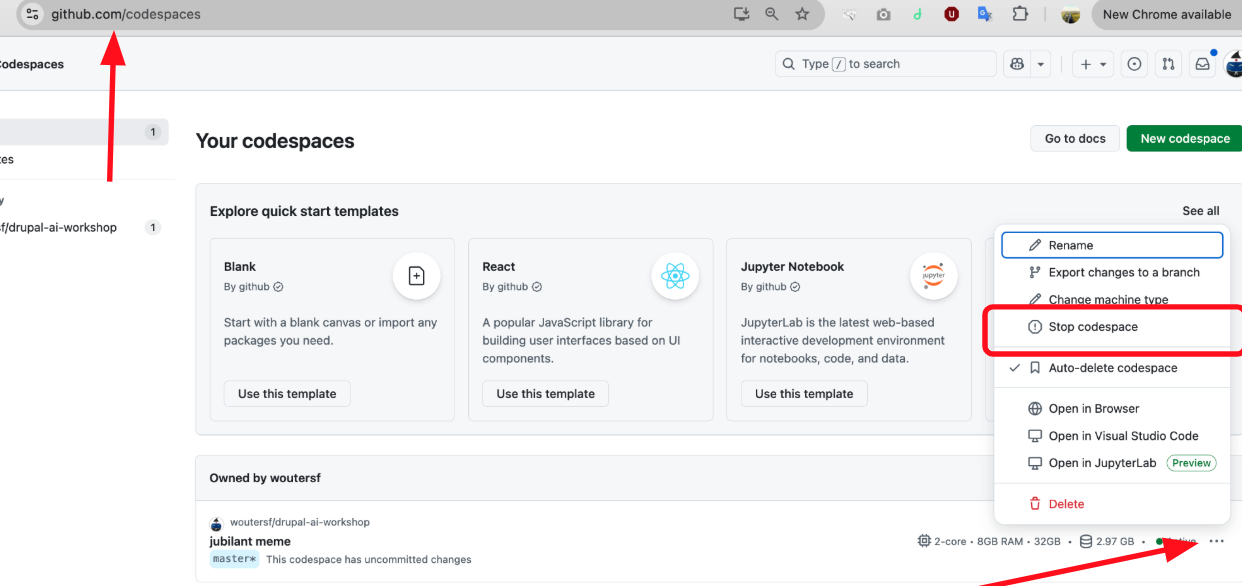 github.com/codespaces
New Chrome available
Codespaces
Type / to search
1
Your codespaces
Go to docs
New codespace
Explore quick start templates
See all
sf/drupal-ai-workshop
1
Blank
By github
Start with a blank canvas or import any
packages you need.
Use this template
React
By github
A popular JavaScript library for
building user interfaces based on UI
components.
Use this template
Jupyter Notebook
By github
jupyter
JupyterLab is the latest web-based
interactive development environment
for notebooks, code, and data.
Use this template
Rename
Export changes to a branch
Change machine type
Stop codespace
Auto-delete codespace
Open in Browser
Open in Visual Studio Code
Open in JupyterLab Preview
Delete
Owned by woutersf
woutersf/drupal-ai-workshop
jubilant meme
2-core • 8GB RAM • 32GB • 2.97 GB • Active
master* This codespace has uncommitted changes